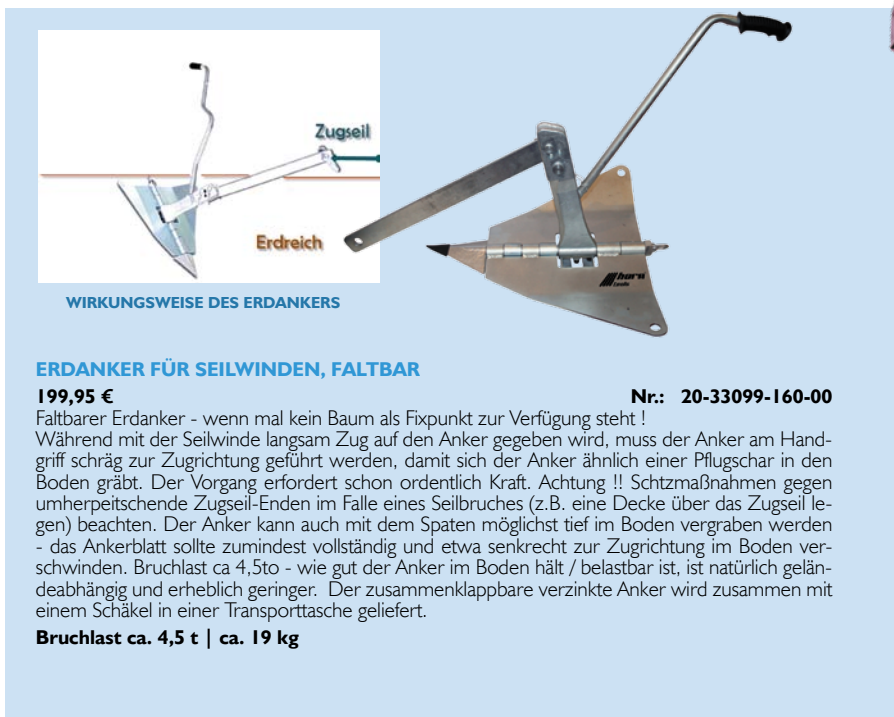 Zugseil
Erdreich
horn
tools
WIRKUNGSWEISE DES ERDANKERS
ERDANKER FÜR SEILWINDEN, FALTBAR
199,95 € Nr.: 20-33099-160-00
Faltbarer Erdanker - wenn mal kein Baum als Fixpunkt zur Verfügung steht !
Während mit der Seilwinde langsam Zug auf den Anker gegeben wird, muss der Anker am Hand-
griff schräg zur Zugrichtung geführt werden, damit sich der Anker ähnlich einer Pflugschar in den
Boden gräbt. Der Vorgang erfordert schon ordentlich Kraft. Achtung !! Schtzmaßnahmen gegen
umherpeitschende Zugseil-Enden im Falle eines Seilbruches (z.B. eine Decke über das Zugseil le-
gen) beachten. Der Anker kann auch mit dem Spaten möglichst tief im Boden vergraben werden
- das Ankerblatt sollte zumindest vollständig und etwa senkrecht zur Zugrichtung im Boden ver-
schwinden. Bruchlast ca 4,5to - wie gut der Anker im Boden hält / belastbar ist, ist natürlich gelän-
deabhängig und erheblich geringer. Der zusammenklappbare verzinkte Anker wird zusammen mit
einem Schäkel in einer Transporttasche geliefert.
Bruchlast ca. 4,5 t | ca. 19 kg